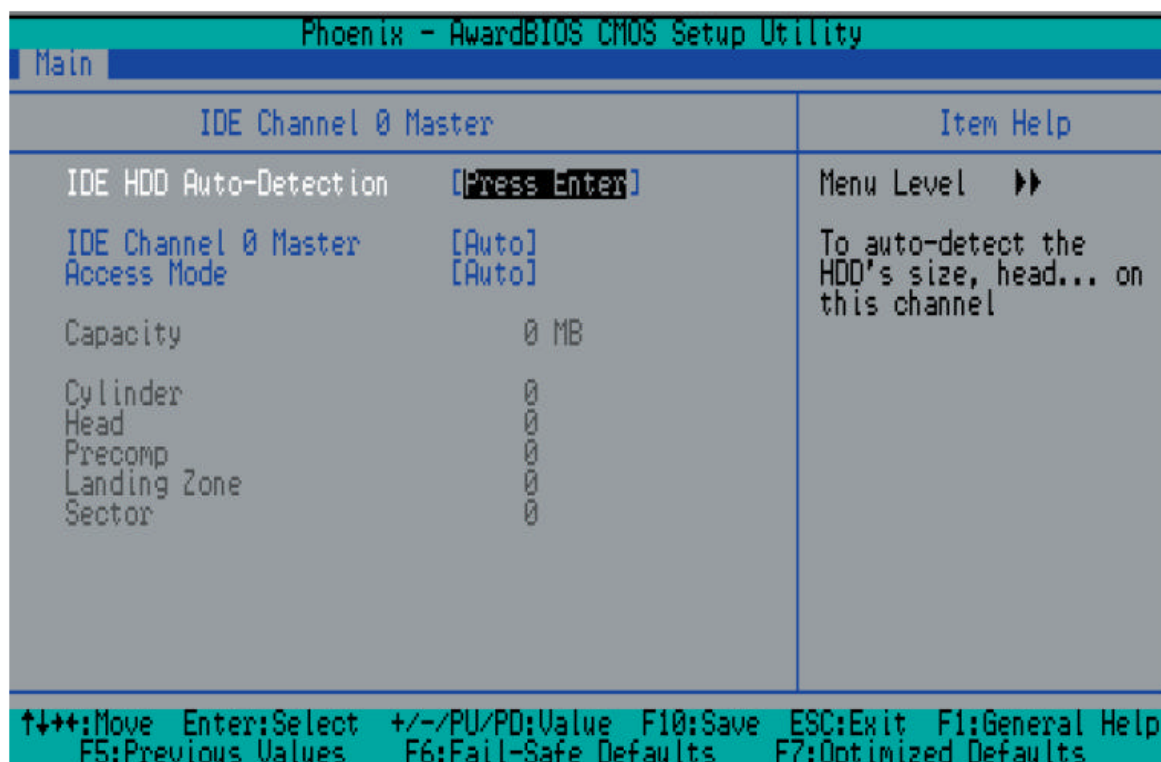 Phoenix - AwardBIOS CMOS Setup Utility
Main
IDE Channel 0 Master
Item Help
IDE HDD Auto-Detection [Press Enter]
IDE Channel 0 Master [Auto]
Access Mode [Auto]
Capacity 0 MB
Cylinder 0
Head 0
Precomp 0
Landing Zone 0
Sector 0
Menu Level ▶▶
To auto-detect the
HDD's size, head... on
this channel
↑↓→←:Move Enter:Select +/-/PU/PD:Value F10:Save ESC:Exit F1:General Help
F5:Previous Values F6:Fail-Safe Defaults F7:Optimized Defaults